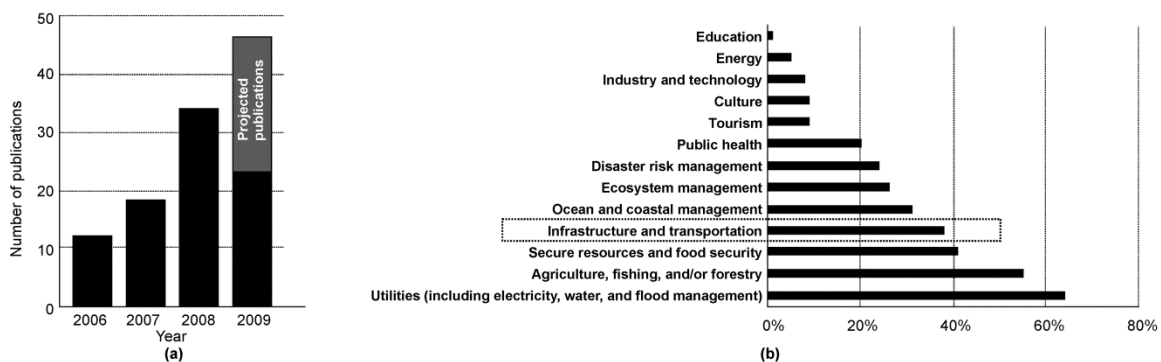 50
40
30
20
10
0
Number of publications
Projected
publications
2006 2007 2008 2009
Year
(a)
Education
Energy
Industry and technology
Culture
Tourism
Public health
Disaster risk management
Ecosystem management
Ocean and coastal management
Infrastructure and transportation
Secure resources and food security
Agriculture, fishing, and/or forestry
Utilities (including electricity, water, and flood management)
0% 20% 40% 60% 80%
(b)